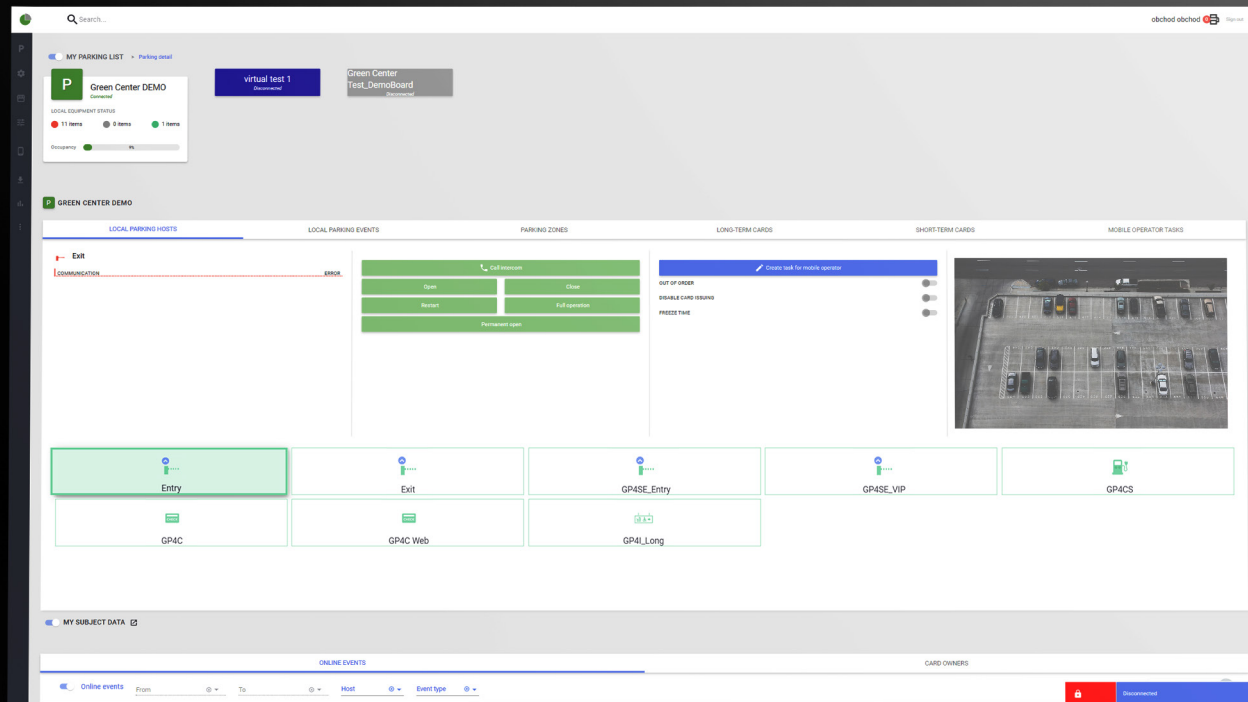 Search...
obchod obchod
Sign out
P
MY PARKING LIST > Parking detail
P
Green Center DEMO
Connected
LOCAL EQUIPMENT STATUS
11 items
0 items
1 items
Occupancy
9%
virtual test 1
Disconnected
Green Center
Test_DemoBoard
Disconnected
P GREEN CENTER DEMO
LOCAL PARKING HOSTS
LOCAL PARKING EVENTS
PARKING ZONES
LONG-TERM CARDS
SHORT-TERM CARDS
MOBILE OPERATOR TASKS
Exit
COMMUNICATION
ERROR
Call intercom
Open
Close
Restart
Full operation
Permanent open
Create task for mobile operator
OUT OF ORDER
DISABLE CARD ISSUING
FREEZE TIME
Entry
Exit
GP4SE_Entry
GP4SE_VIP
GP4CS
GP4C
GP4C Web
GP4I_Long
MY SUBJECT DATA
ONLINE EVENTS
CARD OWNERS
Online events
From
To
Host
Event type
Disconnected